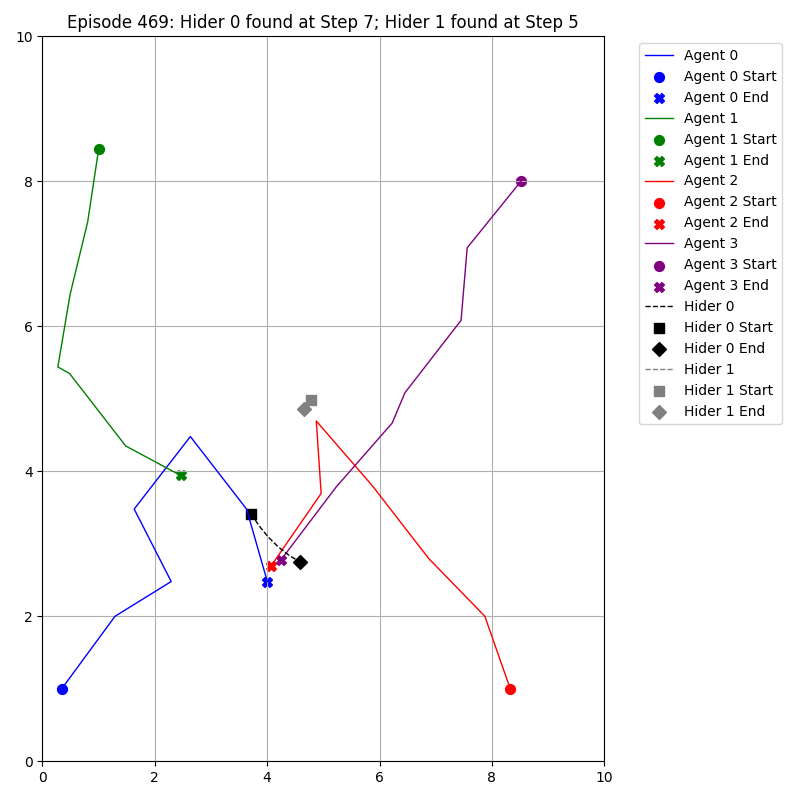 Episode 469: Hider 0 found at Step 7; Hider 1 found at Step 5
10
8
6
4
2
0
0
2
4
6
8
10
Agent 0
Agent 0 Start
Agent 0 End
Agent 1
Agent 1 Start
Agent 1 End
Agent 2
Agent 2 Start
Agent 2 End
Agent 3
Agent 3 Start
Agent 3 End
Hider 0
Hider 0 Start
Hider 0 End
Hider 1
Hider 1 Start
Hider 1 End